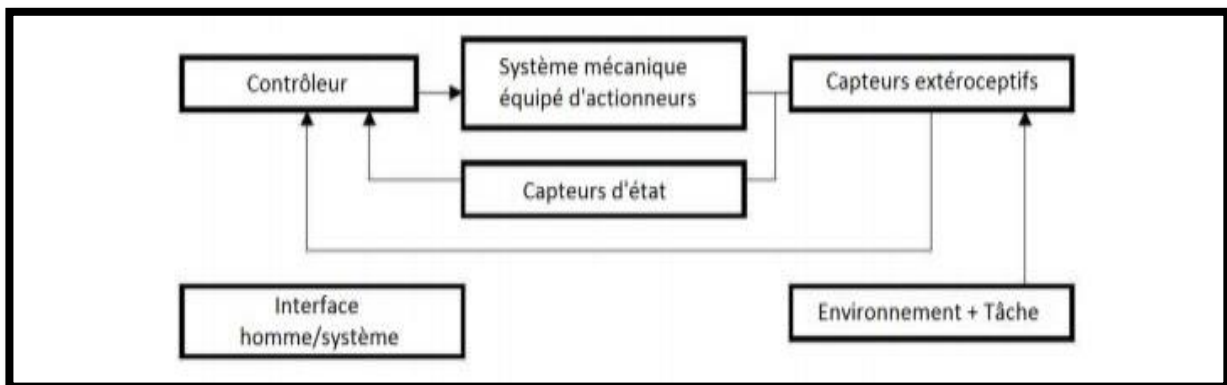 Contrôleur
Système mécanique
équipé d'actionneurs
Capteurs extéroceptifs
Capteurs d'état
Interface
homme/système
Environnement + Tâche